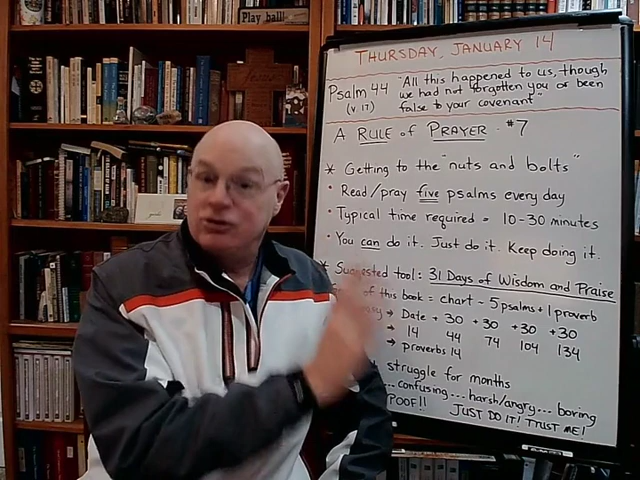 Play ball!
THURSDAY, JANUARY 14
Psalm 44 "All this happened to us, though
(v 17) we had not forgotten you or been
false to your covenant"
A RULE of PRAYER #7
* Getting to the "nuts and bolts"
• Read/pray five psalms every day
• Typical time required = 10-30 minutes
• You can do it. Just do it. Keep doing it.
* Suggested tool: 31 Days of Wisdom and Praise
of this book = chart - 5 psalms + 1 proverb
→ Date + 30 + 30 + 30 + 30
→ 14 44 74 104 134
→ proverbs 14
struggle for months
...confusing... harsh/angry... boring
POOF!! JUST DO IT! TRUST ME!